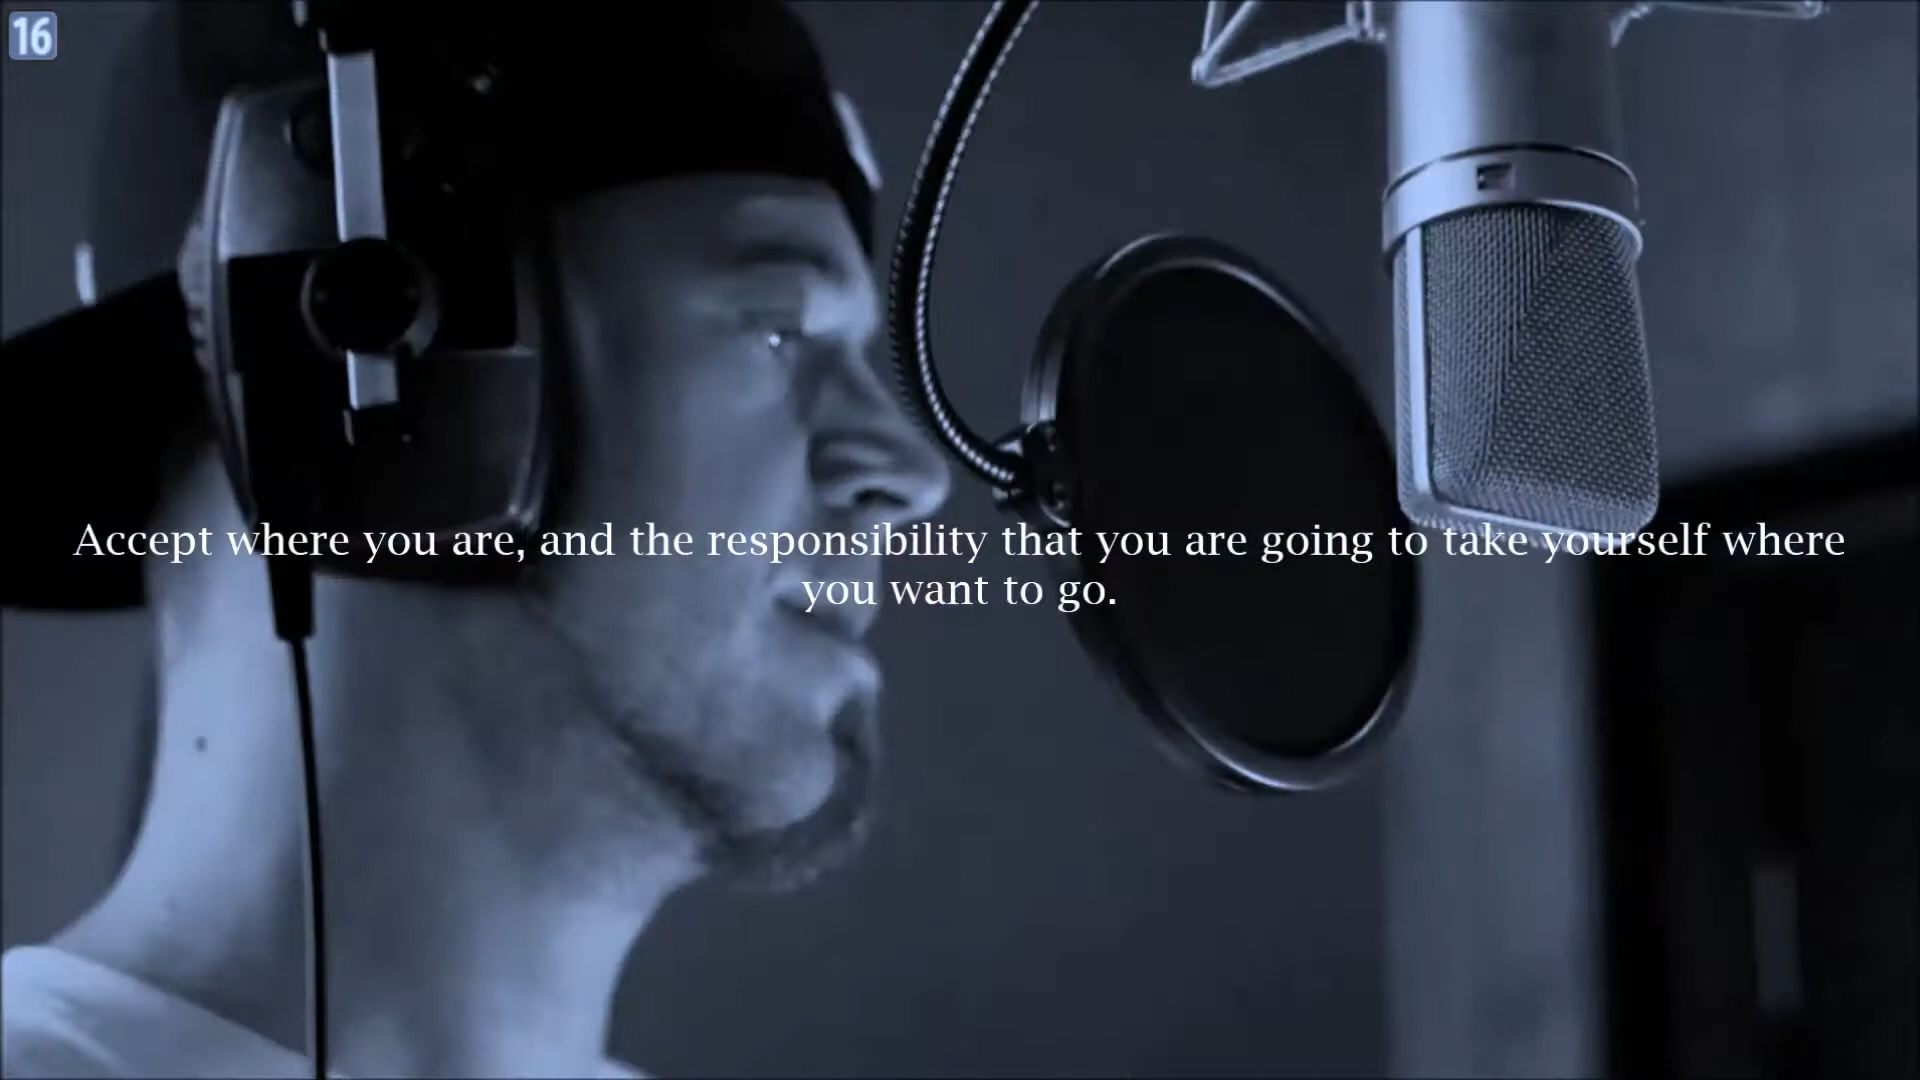 16
Accept where you are, and the responsibility that you are going to take yourself where
you want to go.